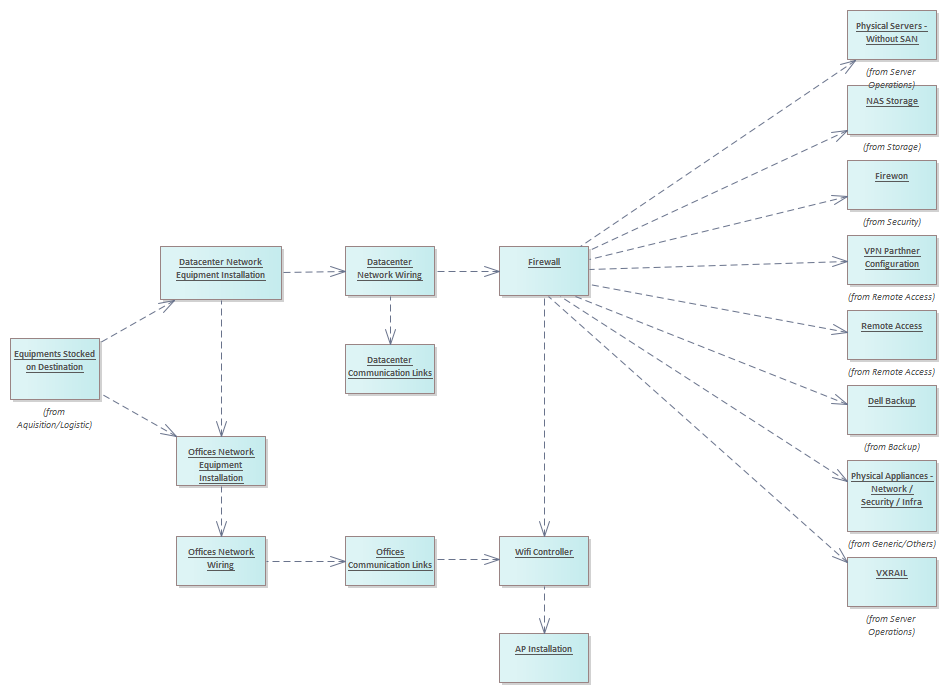 Physical Servers -
Without SAN
(from Server
Operations)
NAS Storage
(from Storage)
Firewon
(from Security)
Datacenter Network
Equipment Installation
Datacenter
Network Wiring
Firewall
VPN Parthner
Configuration
(from Remote Access)
Remote Access
(from Remote Access)
Equipments Stocked
on Destination
(from
Aquisition/Logistic)
Datacenter
Communication Links
Dell Backup
(from Backup)
Offices Network
Equipment
Installation
Physical Appliances -
Network /
Security / Infra
(from Generic/Others)
Offices Network
Wiring
Offices
Communication Links
Wifi Controller
VXRAIL
(from Server
Operations)
AP Installation